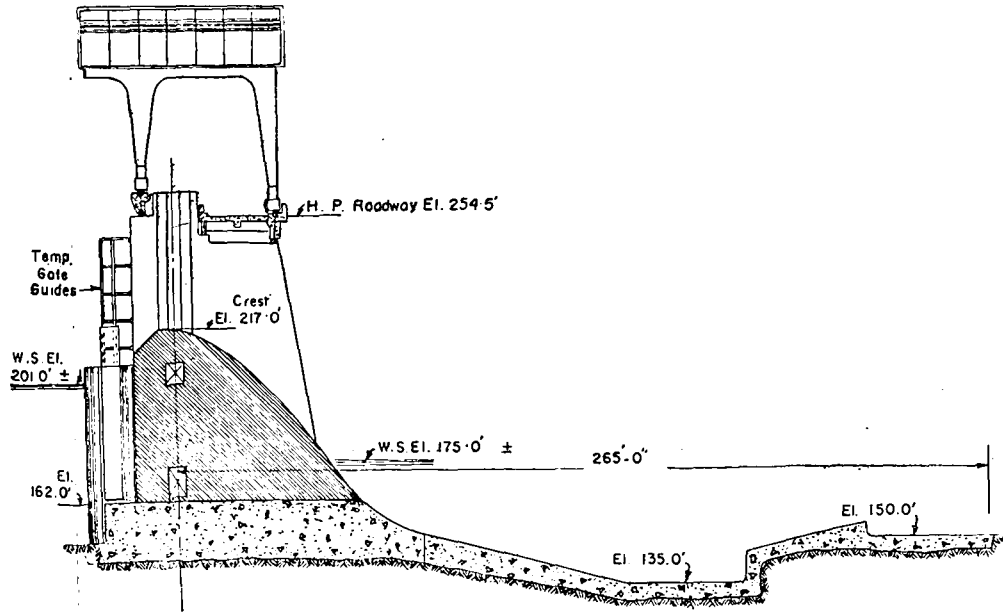 H. P. Roadway El. 254·5'
Temp.
Gate
Guides
Crest
El. 217·0'
W.S. El.
201.0' ±
W.S. El. 175·0' ±
265'-0"
El.
162.0'
El. 150.0'
El. 135.0'